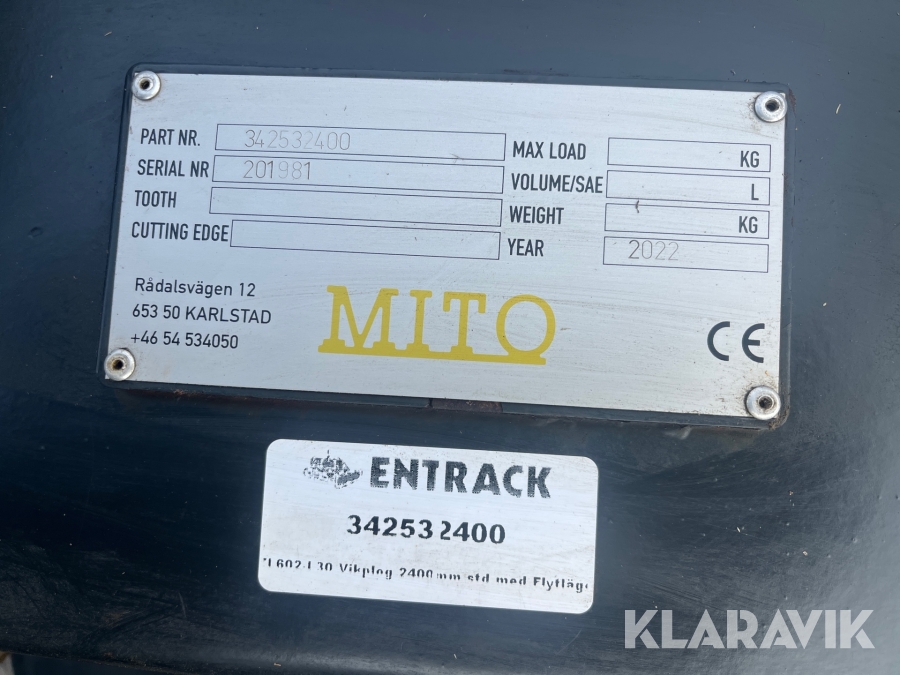 PART NR. 342532400
SERIAL NR 201981
TOOTH
CUTTING EDGE
MAX LOAD KG
VOLUME/SAE L
WEIGHT KG
YEAR 2022
Rådalsvägen 12
653 50 KARLSTAD
+46 54 534050
MITO
CE
ENTRACK
342532400
Vikplog 2400mm std med Flytläge
KLARAVIK